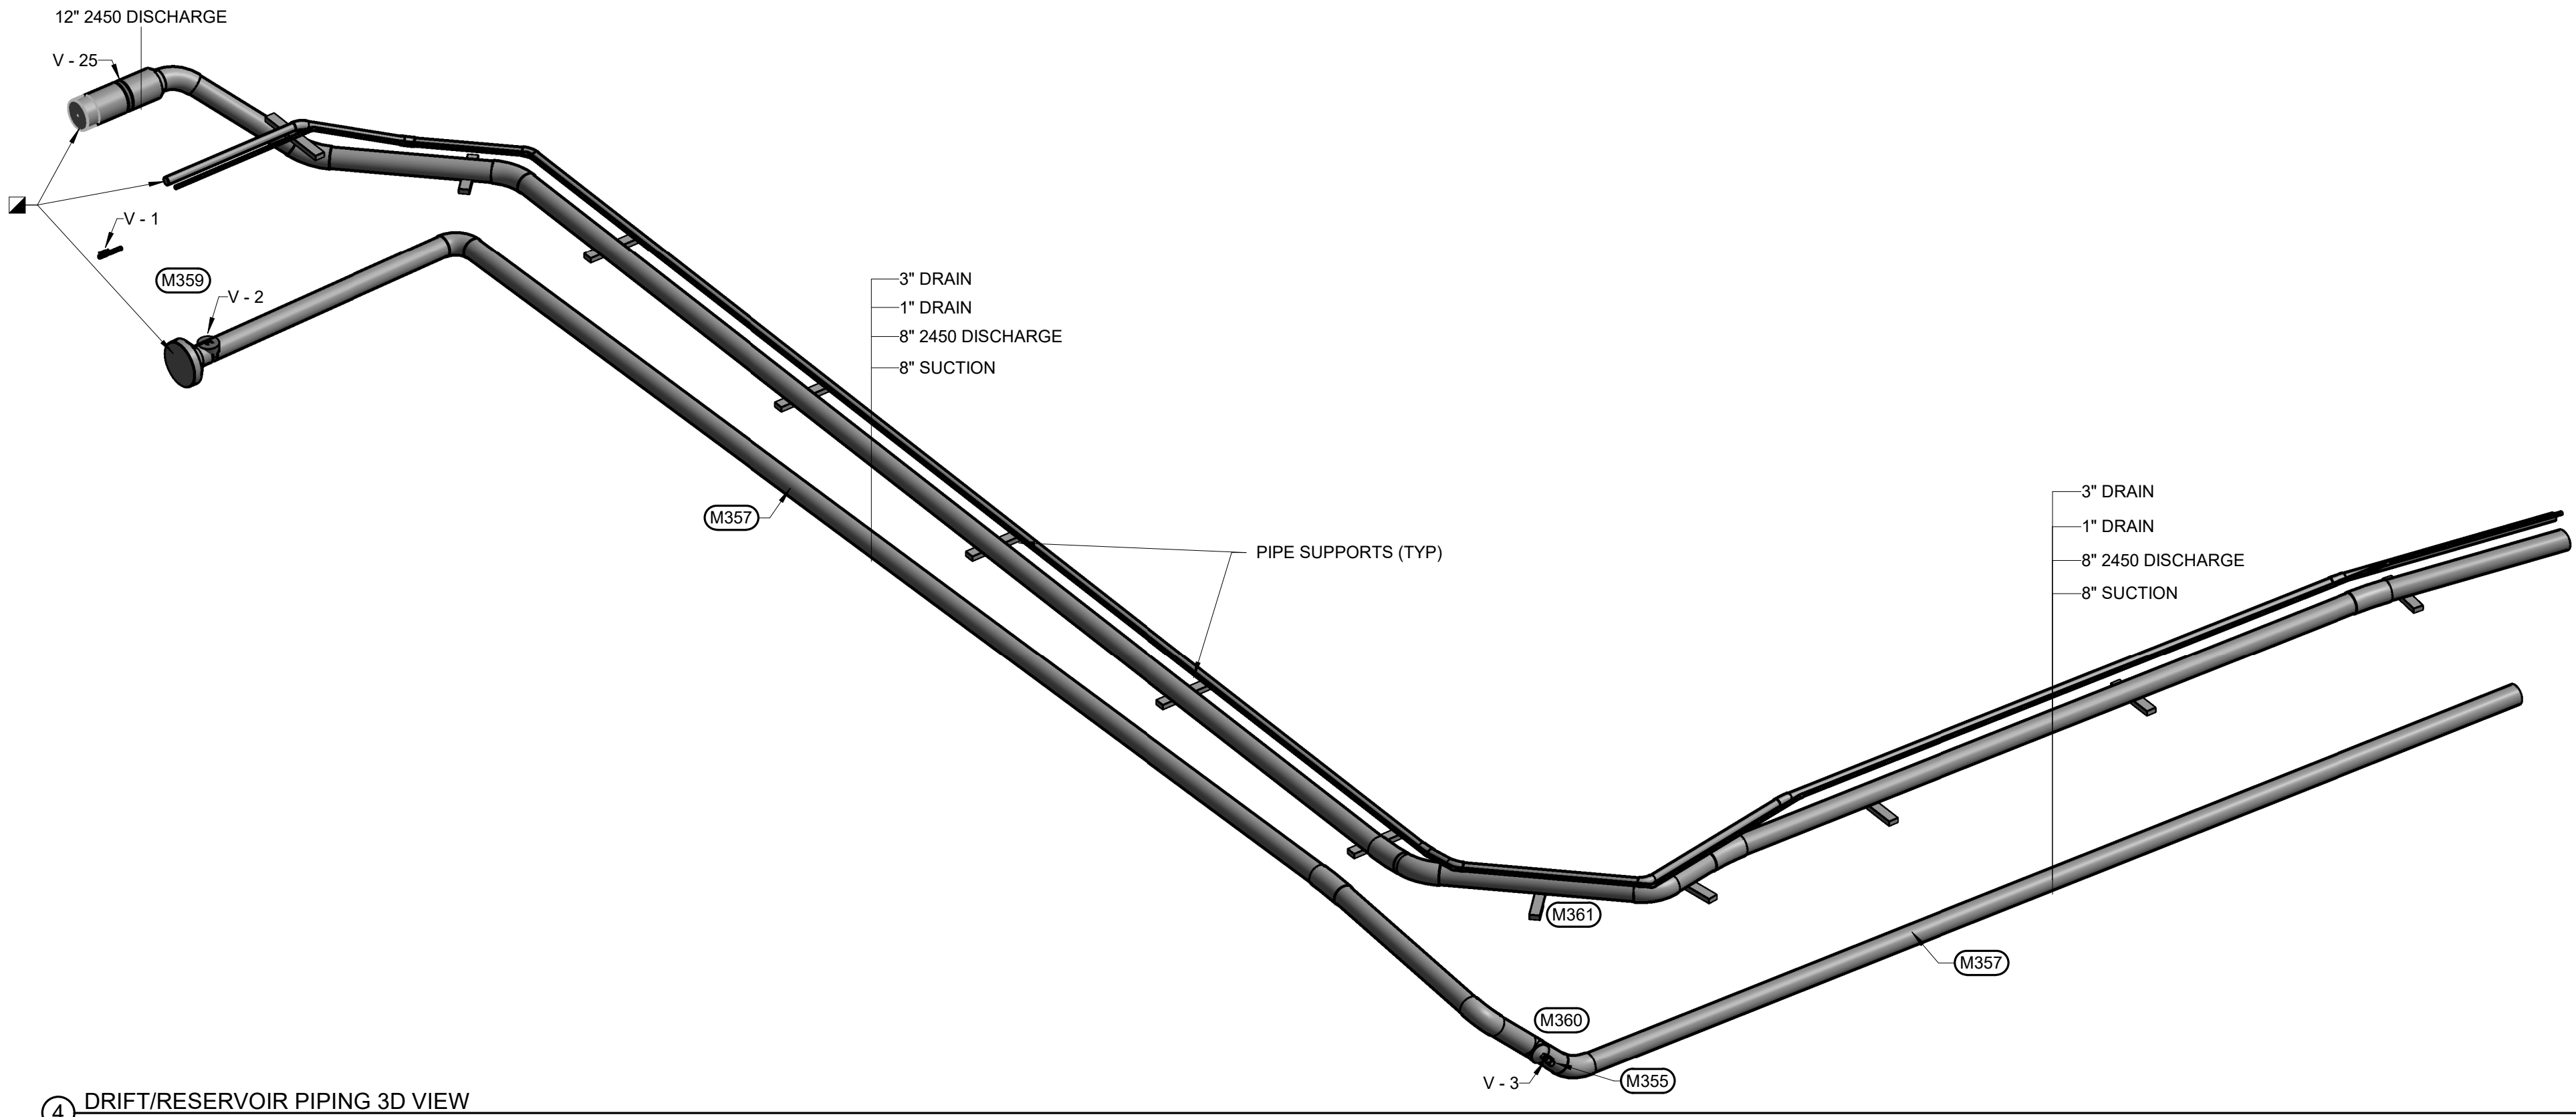 12" 2450 DISCHARGE
V - 25
V - 1
M359
V - 2
3" DRAIN
1" DRAIN
8" 2450 DISCHARGE
8" SUCTION
M357
PIPE SUPPORTS (TYP)
3" DRAIN
1" DRAIN
8" 2450 DISCHARGE
8" SUCTION
M361
M357
M360
V - 3
M355
4 DRIFT/RESERVOIR PIPING 3D VIEW